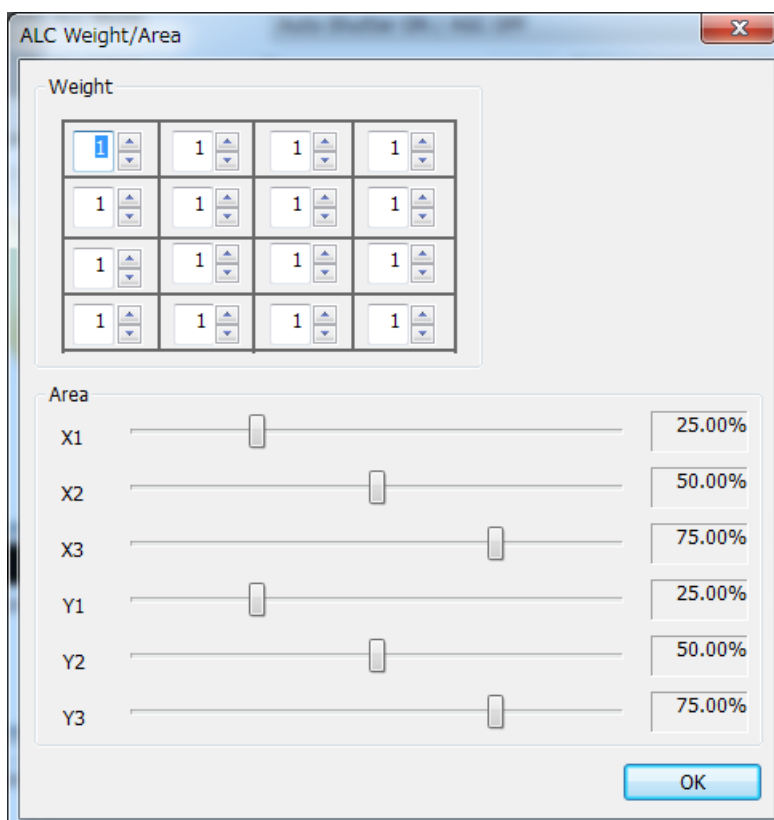 ALC Weight/Area
Weight
1 1 1 1
1 1 1 1
1 1 1 1
1 1 1 1
Area
X1 25.00%
X2 50.00%
X3 75.00%
Y1 25.00%
Y2 50.00%
Y3 75.00%
OK